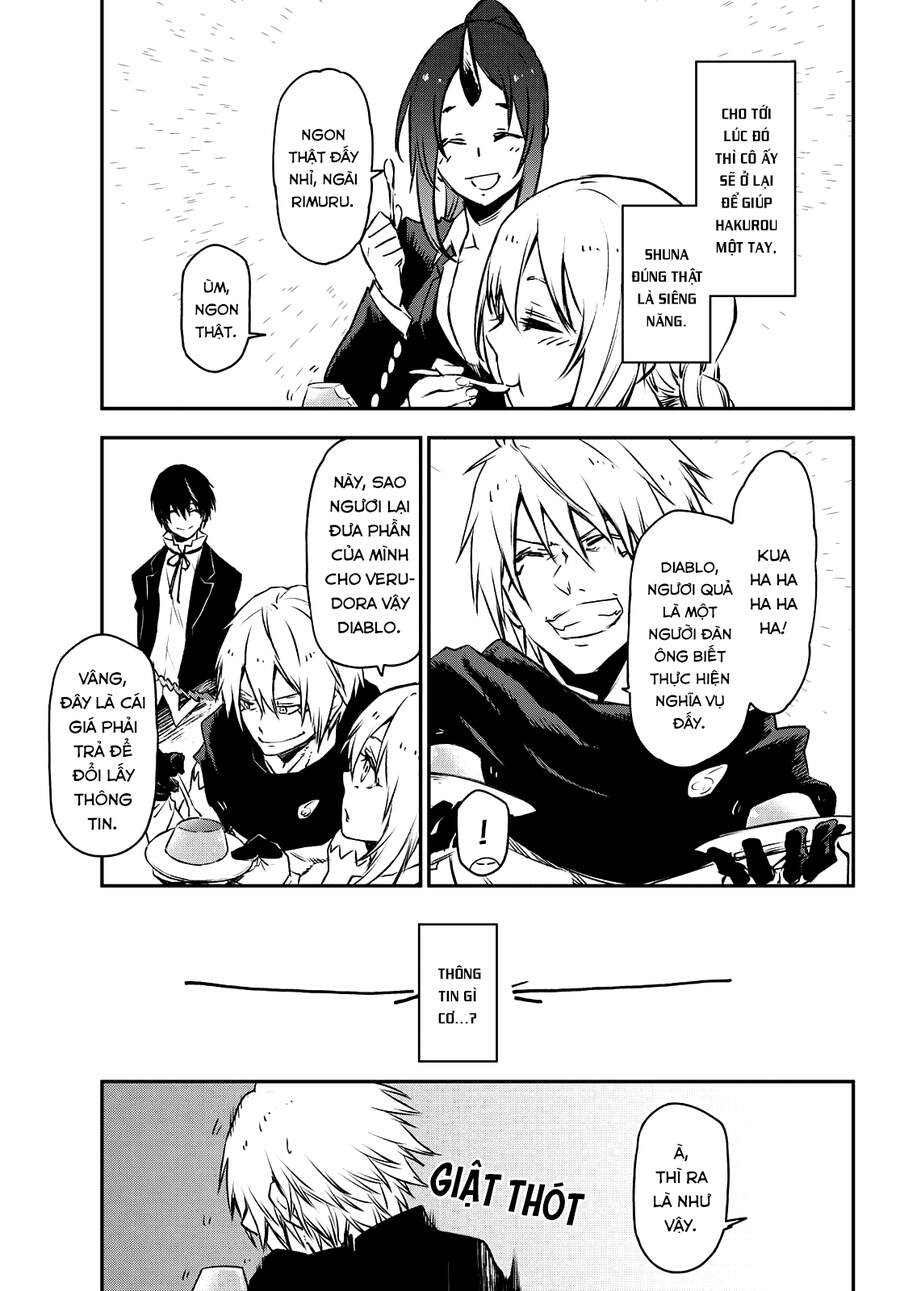 CHO TỚI
LÚC ĐÓ
THÌ CÔ ẤY
SẼ Ở LẠI
ĐỂ GIÚP
HAKUROU
MỘT TAY.
SHUNA
ĐÚNG THẬT
LÀ SIÊNG
NĂNG.
NGON
THẬT ĐẤY
NHỈ, NGÀI
RIMURU.
ÙM,
NGON
THẬT.
KUA
HA HA
HA HA
HA!
DIABLO,
NGƯƠI QUẢ
LÀ MỘT
NGƯỜI ĐÀN
ÔNG BIẾT
THỰC HIỆN
NGHĨA VỤ
ĐẤY.
!
NÀY, SAO
NGƯƠI LẠI
ĐƯA PHẦN
CỦA MÌNH
CHO VERU-
DORA VẬY
DIABLO.
VÂNG,
ĐÂY LÀ CÁI
GIÁ PHẢI
TRẢ ĐỂ
ĐỔI LẤY
THÔNG
TIN.
THÔNG
TIN GÌ
CƠ...?
À,
THÌ RA
LÀ NHƯ
VẬY.
GIẬT THÓT